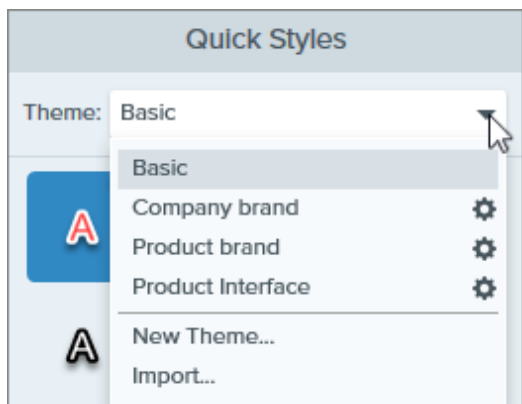 Quick Styles
Theme: Basic
Basic
Company brand
Product brand
Product Interface
New Theme...
Import...
A
A